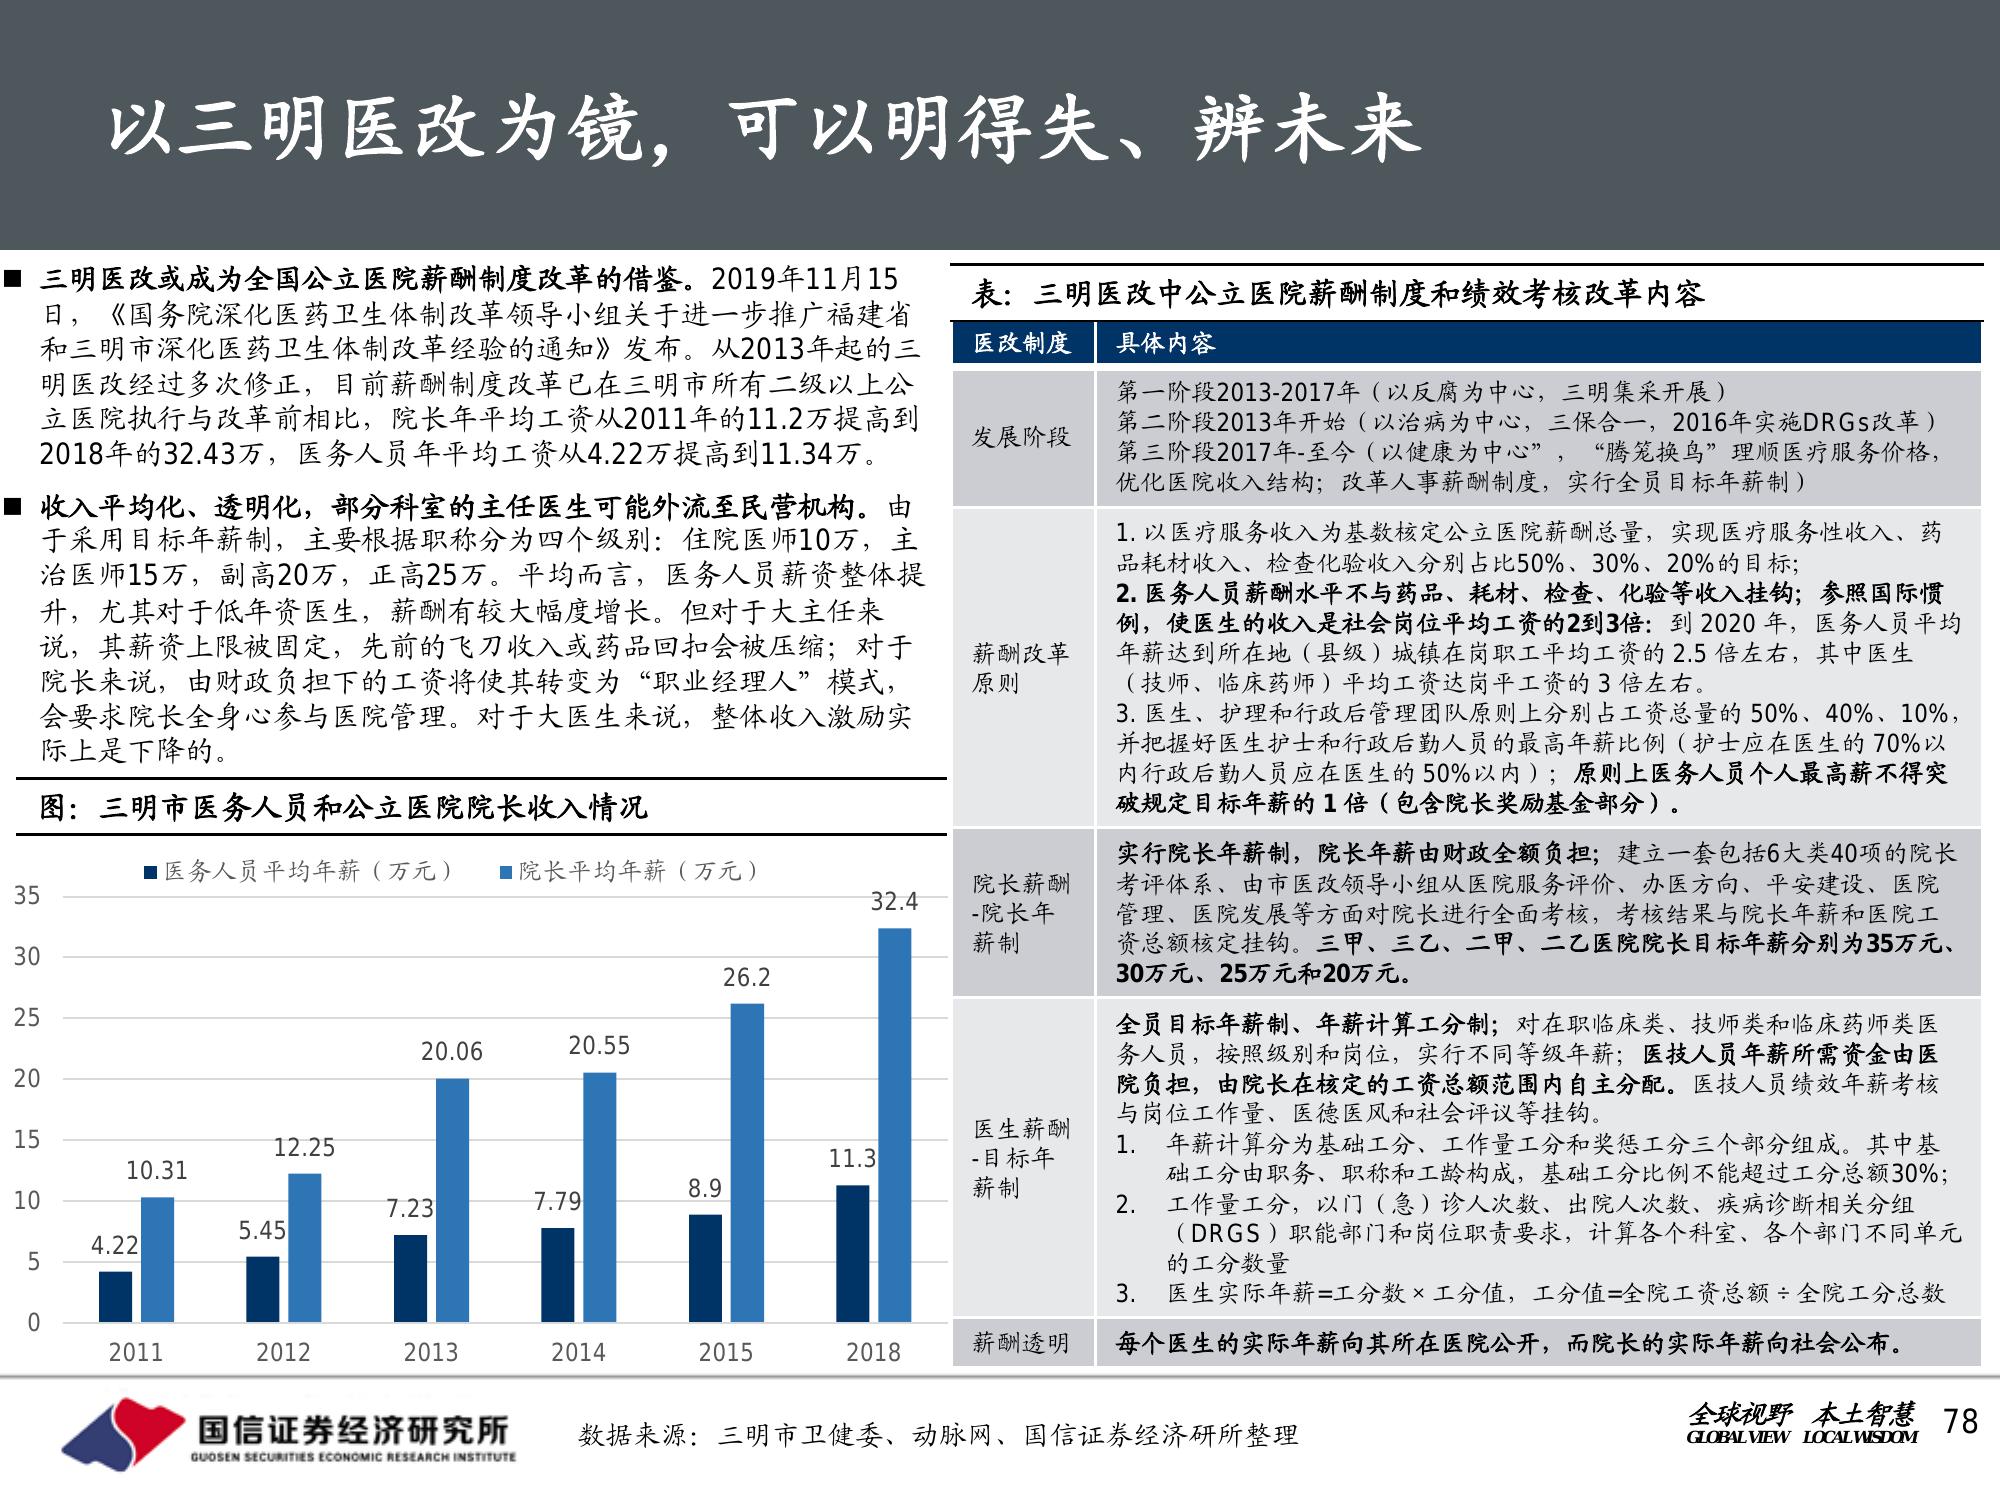 以三明医改为镜，可以明得失、辨未来
■ 三明医改或成为全国公立医院薪酬制度改革的借鉴。2019年11月15
日，《国务院深化医药卫生体制改革领导小组关于进一步推广福建省
和三明市深化医药卫生体制改革经验的通知》发布。从2013年起的三
明医改经过多次修正，目前薪酬制度改革已在三明市所有二级以上公
立医院执行与改革前相比，院长年平均工资从2011年的11.2万提高到
2018年的32.43万，医务人员年平均工资从4.22万提高到11.34万。
■ 收入平均化、透明化，部分科室的主任医生可能外流至民营机构。由
于采用目标年薪制，主要根据职称分为四个级别：住院医师10万，主
治医师15万，副高20万，正高25万。平均而言，医务人员薪资整体提
升，尤其对于低年资医生，薪酬有较大幅度增长。但对于大主任来
说，其薪资上限被固定，先前的飞刀收入或药品回扣会被压缩；对于
院长来说，由财政负担下的工资将使其转变为“职业经理人”模式，
会要求院长全身心参与医院管理。对于大医生来说，整体收入激励实
际上是下降的。
图：三明市医务人员和公立医院院长收入情况
医务人员平均年薪（万元） 院长平均年薪（万元）
35
30
25
20
15
10
5
0
4.22
10.31
5.45
12.25
7.23
20.06
7.79
20.55
8.9
26.2
11.3
32.4
2011 2012 2013 2014 2015 2018
表：三明医改中公立医院薪酬制度和绩效考核改革内容
医改制度 具体内容
发展阶段
第一阶段2013-2017年（以反腐为中心，三明集采开展）
第二阶段2013年开始（以治病为中心，三保合一，2016年实施DRGs改革）
第三阶段2017年-至今（以健康为中心”，“腾笼换鸟”理顺医疗服务价格，
优化医院收入结构；改革人事薪酬制度，实行全员目标年薪制）
薪酬改革
原则
1. 以医疗服务收入为基数核定公立医院薪酬总量，实现医疗服务性收入、药
品耗材收入、检查化验收入分别占比50%、30%、20%的目标；
2. 医务人员薪酬水平不与药品、耗材、检查、化验等收入挂钩；参照国际惯
例，使医生的收入是社会岗位平均工资的2到3倍：到 2020 年，医务人员平均
年薪达到所在地（县级）城镇在岗职工平均工资的 2.5 倍左右，其中医生
（技师、临床药师）平均工资达岗平工资的 3 倍左右。
3. 医生、护理和行政后管理团队原则上分别占工资总量的 50%、40%、10%，
并把握好医生护士和行政后勤人员的最高年薪比例（护士应在医生的 70%以
内行政后勤人员应在医生的 50%以内）；原则上医务人员个人最高薪不得突
破规定目标年薪的 1 倍（包含院长奖励基金部分）。
院长薪酬
-院长年
薪制
实行院长年薪制，院长年薪由财政全额负担；建立一套包括6大类40项的院长
考评体系、由市医改领导小组从医院服务评价、办医方向、平安建设、医院
管理、医院发展等方面对院长进行全面考核，考核结果与院长年薪和医院工
资总额核定挂钩。三甲、三乙、二甲、二乙医院院长目标年薪分别为35万元、
30万元、25万元和20万元。
医生薪酬
-目标年
薪制
全员目标年薪制、年薪计算工分制；对在职临床类、技师类和临床药师类医
务人员，按照级别和岗位，实行不同等级年薪；医技人员年薪所需资金由医
院负担，由院长在核定的工资总额范围内自主分配。医技人员绩效年薪考核
与岗位工作量、医德医风和社会评议等挂钩。
1. 年薪计算分为基础工分、工作量工分和奖惩工分三个部分组成。其中基
础工分由职务、职称和工龄构成，基础工分比例不能超过工分总额30%；
2. 工作量工分，以门（急）诊人次数、出院人次数、疾病诊断相关分组
（DRGS）职能部门和岗位职责要求，计算各个科室、各个部门不同单元
的工分数量
3. 医生实际年薪=工分数×工分值，工分值=全院工资总额÷全院工分总数
薪酬透明 每个医生的实际年薪向其所在医院公开，而院长的实际年薪向社会公布。
国信证券经济研究所
GUOSEN SECURITIES ECONOMIC RESEARCH INSTITUTE
数据来源：三明市卫健委、动脉网、国信证券经济研所整理
全球视野 本土智慧
GLOBAL VIEW LOCAL WISDOM
78